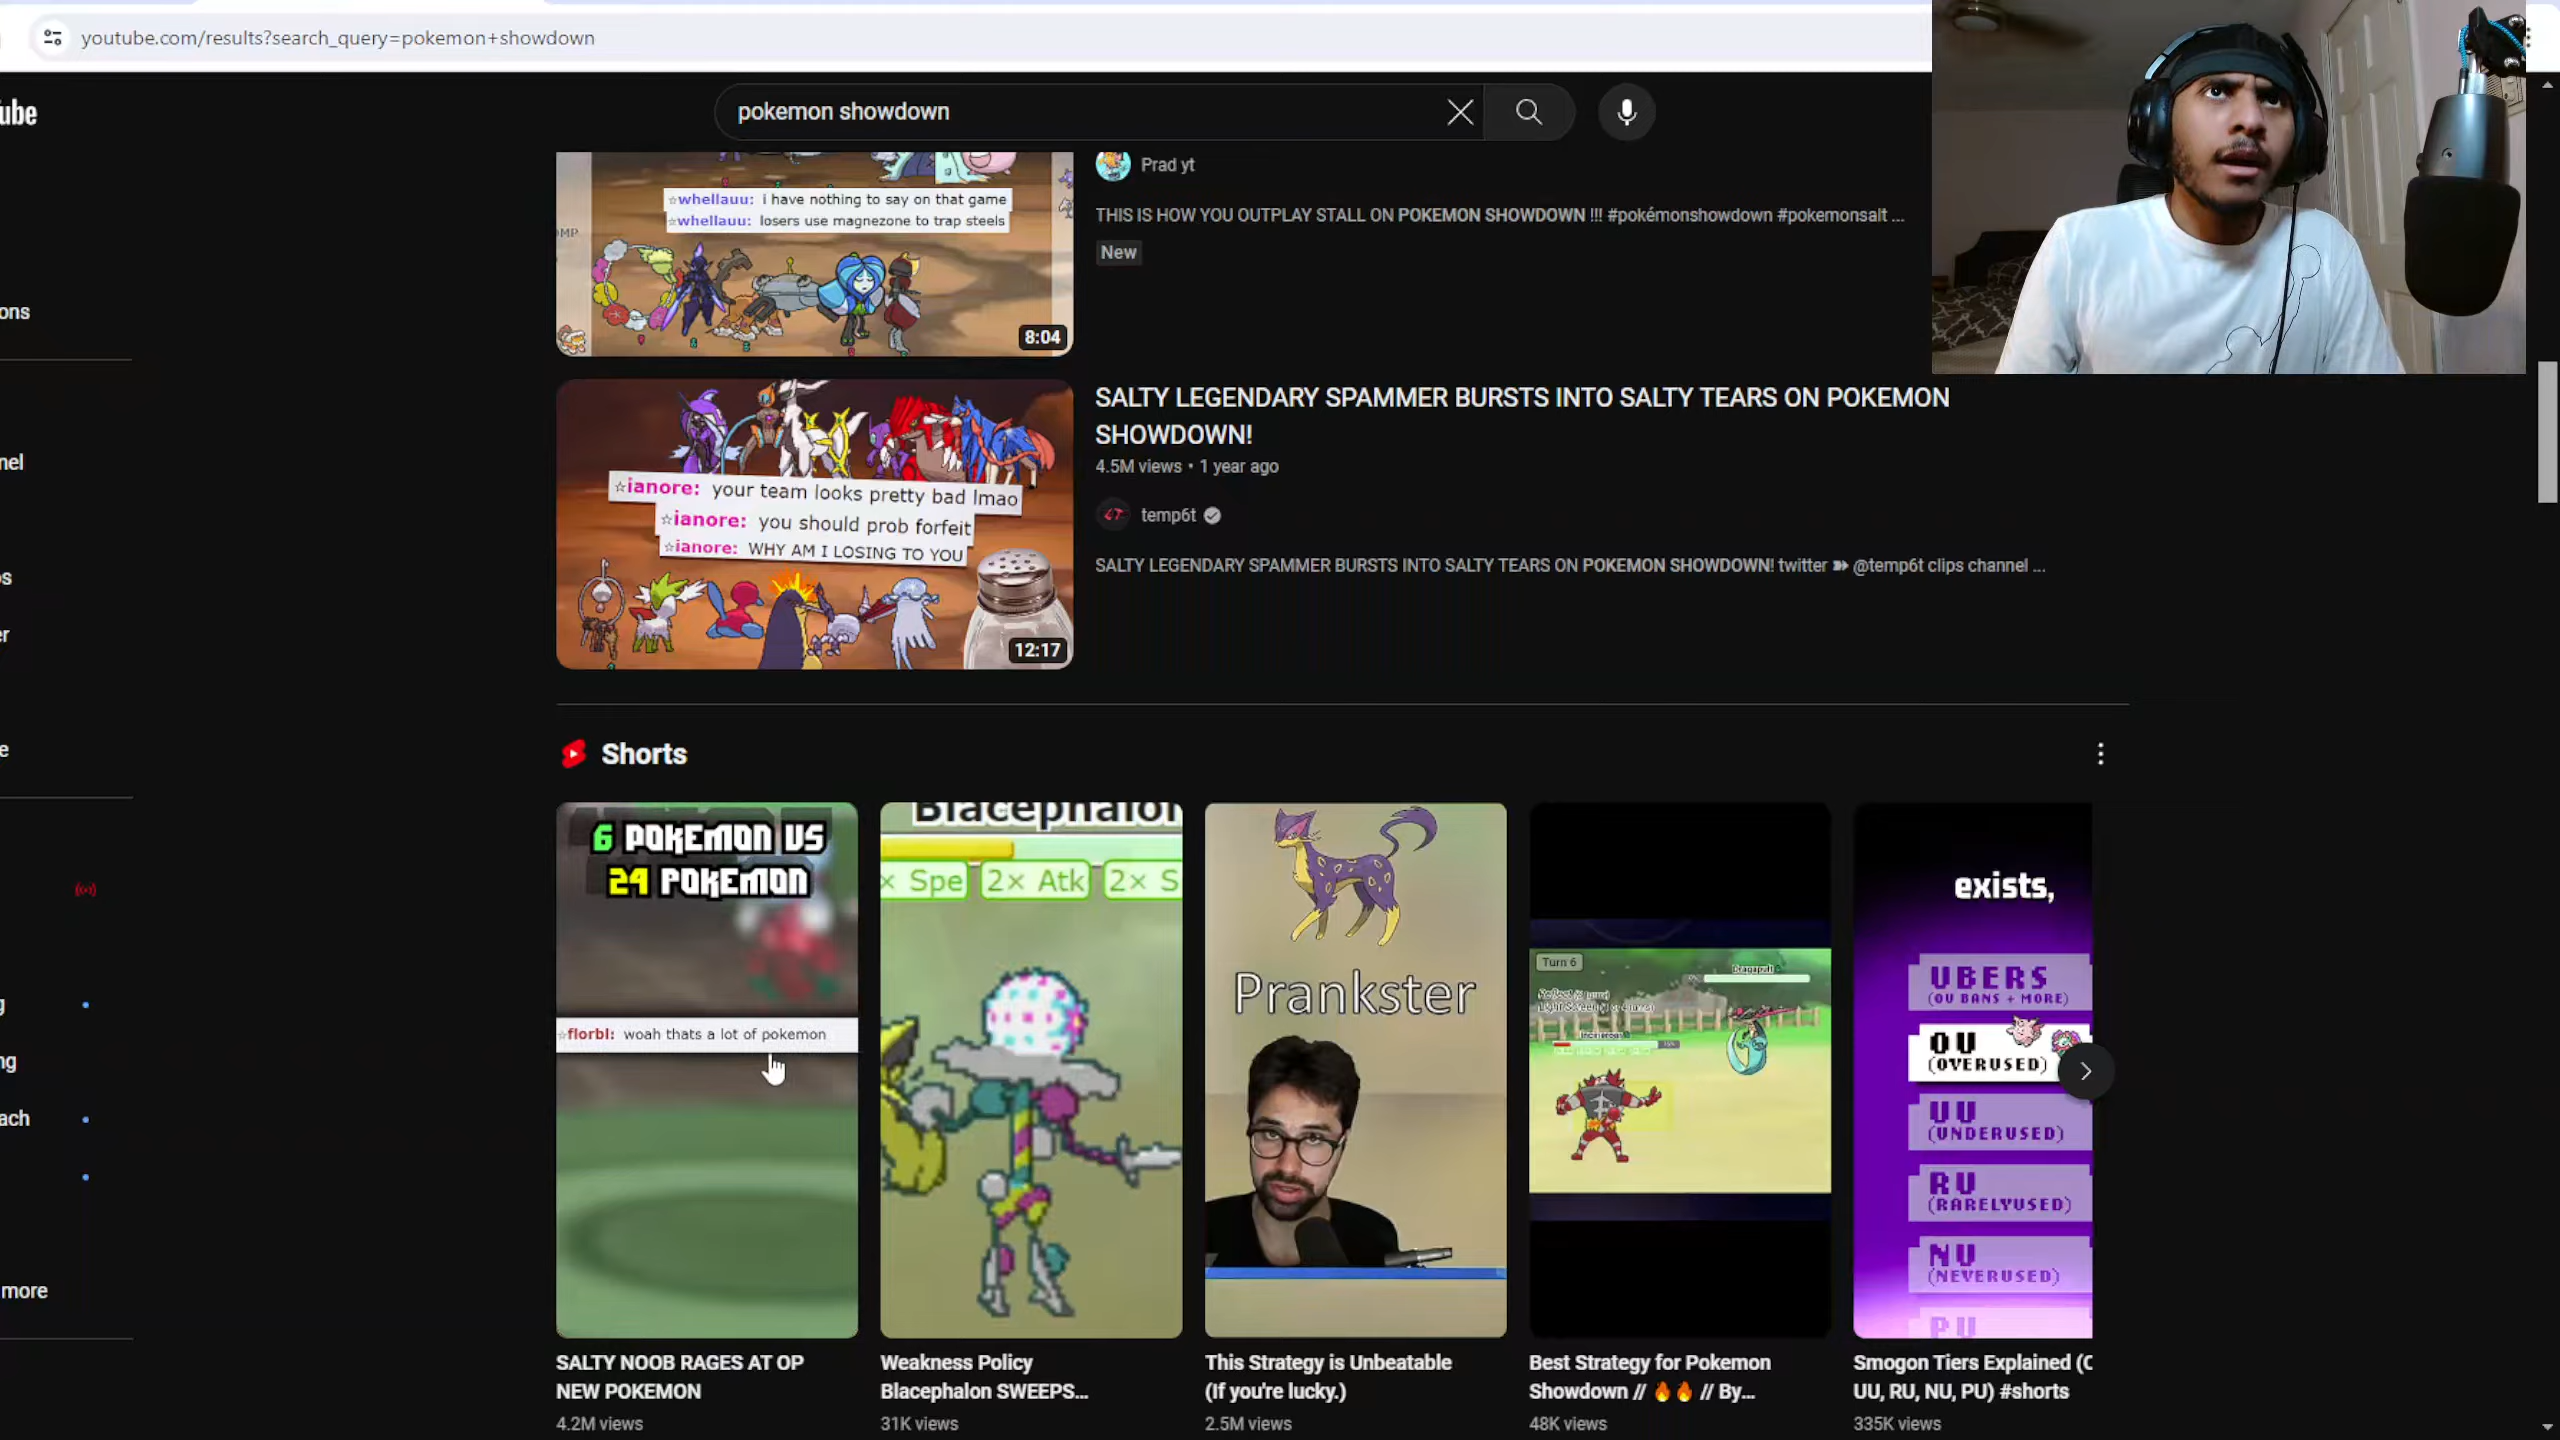 youtube.com/results?search_query=pokemon+showdown
ube
pokemon showdown
ons
nel
os
er
e
g
ng
ach
more
☆whellauu: i have nothing to say on that game
☆whellauu: losers use magnezone to trap steels
8:04
Prad yt
THIS IS HOW YOU OUTPLAY STALL ON POKEMON SHOWDOWN !!! #pokémonshowdown #pokemonsalt ...
New
☆ianore: your team looks pretty bad lmao
☆ianore: you should prob forfeit
☆ianore: WHY AM I LOSING TO YOU
12:17
SALTY LEGENDARY SPAMMER BURSTS INTO SALTY TEARS ON POKEMON
SHOWDOWN!
4.5M views • 1 year ago
temp6t
SALTY LEGENDARY SPAMMER BURSTS INTO SALTY TEARS ON POKEMON SHOWDOWN! twitter ➽ @temp6t clips channel ...
Shorts
6 POKEMON VS
24 POKEMON
☆florbl: woah thats a lot of pokemon
SALTY NOOB RAGES AT OP
NEW POKEMON
4.2M views
Blacephalon
× Spe 2× Atk 2× S
Weakness Policy
Blacephalon SWEEPS...
31K views
Prankster
This Strategy is Unbeatable
(If you're lucky.)
2.5M views
Turn 6
Dragapult
Best Strategy for Pokemon
Showdown // 🔥🔥 // By...
48K views
exists,
UBERS
(OU BANS + MORE)
OU
(OVERUSED)
UU
(UNDERUSED)
RU
(RARELYUSED)
NU
(NEVERUSED)
PU
Smogon Tiers Explained (O
UU, RU, NU, PU) #shorts
335K views